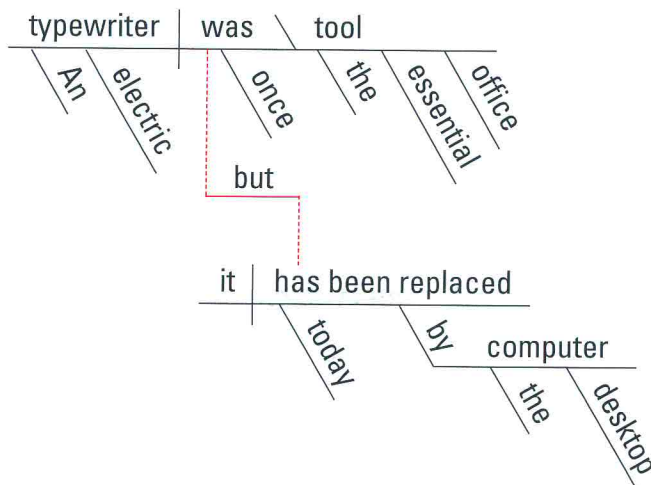 typewriter was tool
An electric once the essential office
but
it has been replaced
today by computer
the desktop